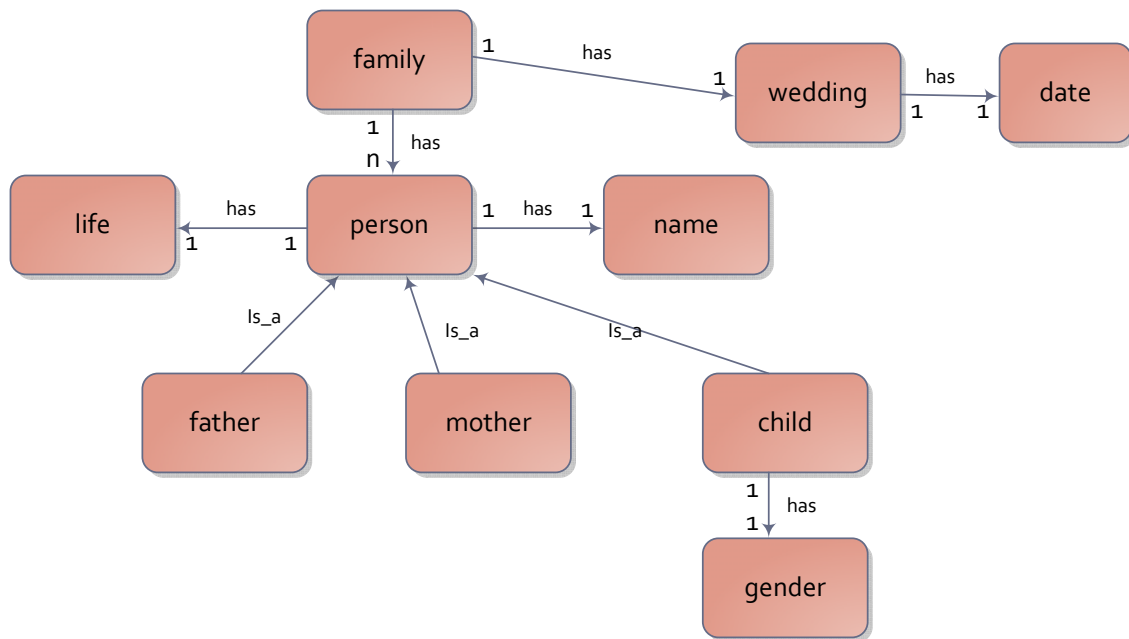 family
1
has
1
wedding
has
1
1
date
1
has
n
life
has
1
1
person
1
has
1
name
Is_a
Is_a
Is_a
father
mother
child
1
has
1
gender